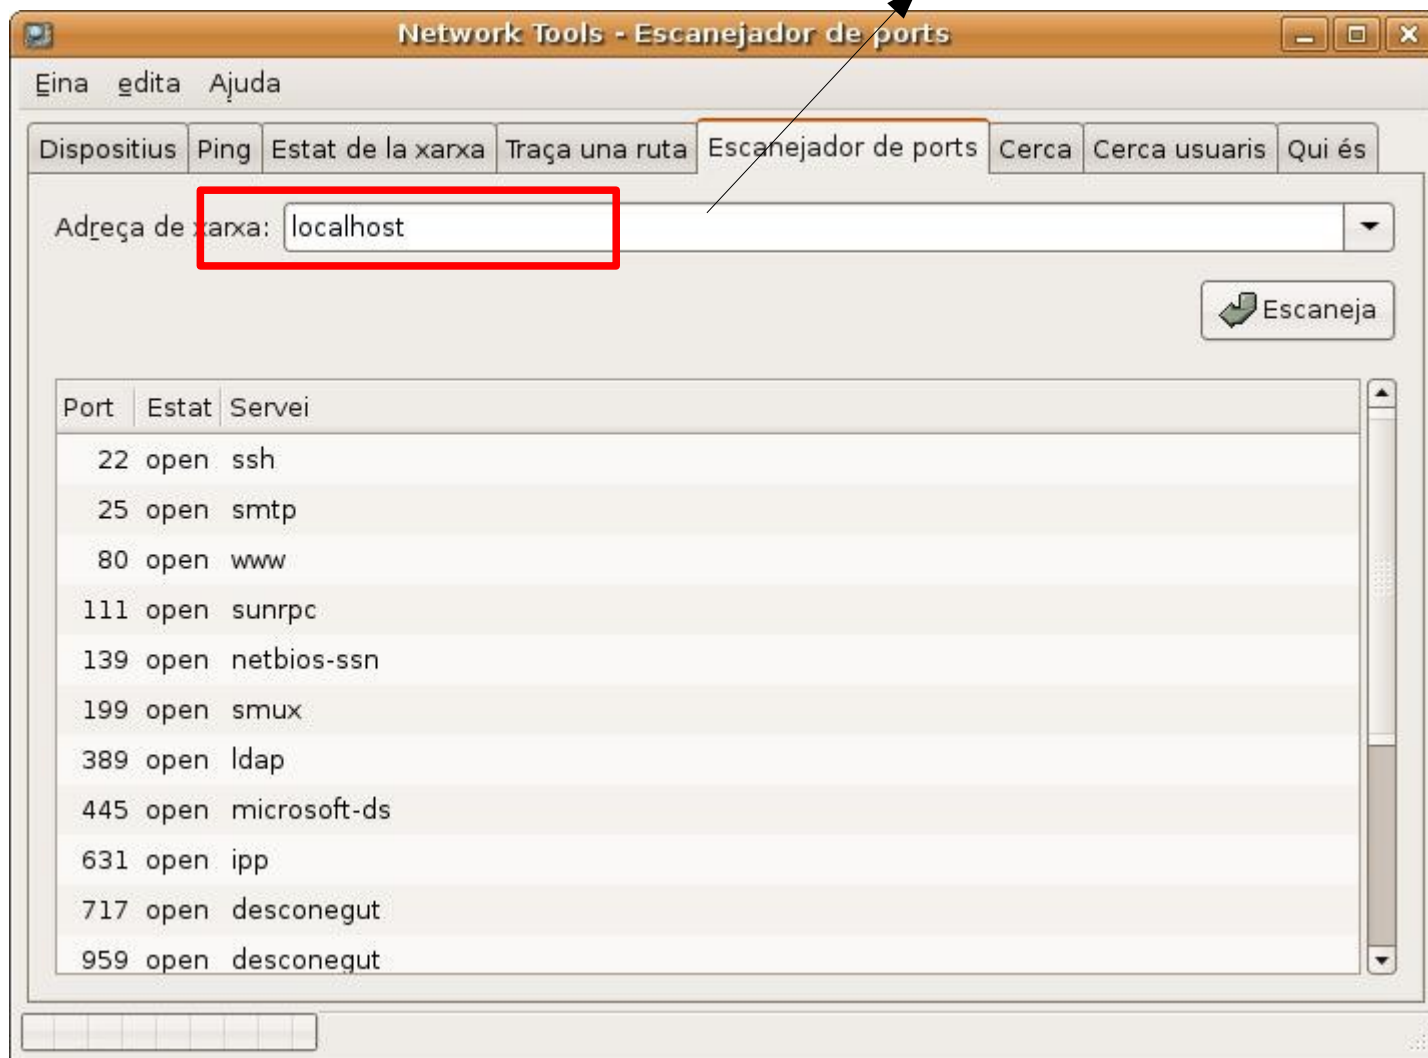 Network Tools - Escanejador de ports
Eina edita Ajuda
Dispositius Ping Estat de la xarxa Traça una ruta Escanejador de ports Cerca Cerca usuaris Qui és
Adreça de xarxa: localhost
Escaneja
Port Estat Servei
22 open ssh
25 open smtp
80 open www
111 open sunrpc
139 open netbios-ssn
199 open smux
389 open ldap
445 open microsoft-ds
631 open ipp
717 open desconegut
959 open desconegut